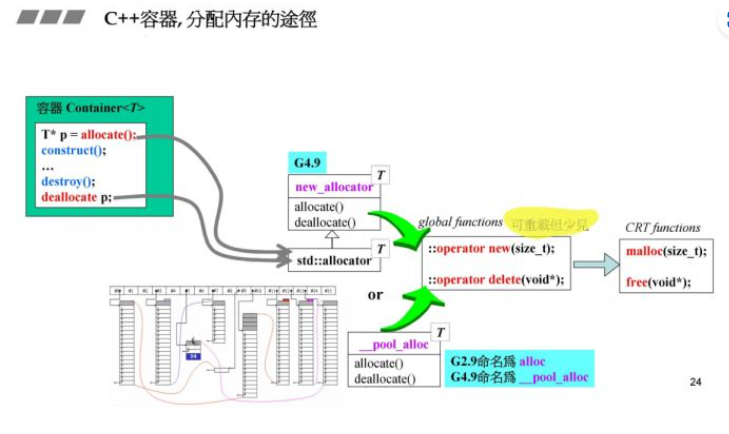 C++容器, 分配內存的途徑
容器 Container<T>
T* p = allocate();
construct();
...
destroy();
deallocate p;
G4.9
T
new_allocator
allocate()
deallocate()
T
std::allocator
or
global functions 可重載但少見
::operator new(size_t);
::operator delete(void*);
CRT functions
malloc(size_t);
free(void*);
T
__pool_alloc
allocate()
deallocate()
G2.9命名爲 alloc
G4.9命名爲 __pool_alloc
24